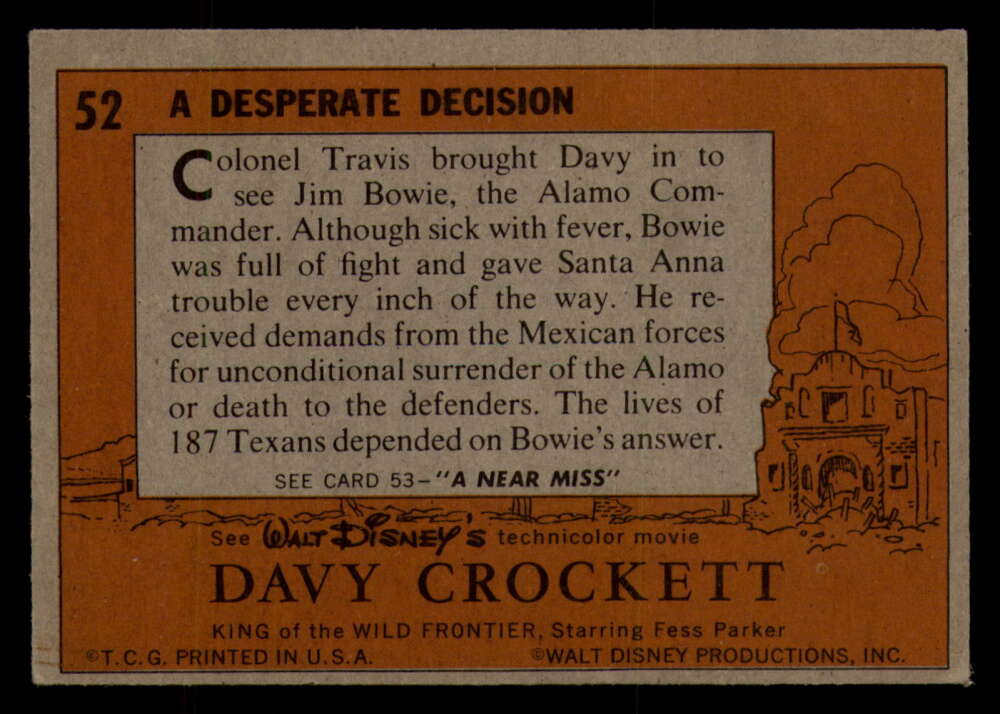 52 A DESPERATE DECISION
Colonel Travis brought Davy in to
see Jim Bowie, the Alamo Com-
mander. Although sick with fever, Bowie
was full of fight and gave Santa Anna
trouble every inch of the way. He re-
ceived demands from the Mexican forces
for unconditional surrender of the Alamo
or death to the defenders. The lives of
187 Texans depended on Bowie's answer.
SEE CARD 53–"A NEAR MISS"
See WALT DISNEY'S technicolor movie
DAVY CROCKETT
KING of the WILD FRONTIER, Starring Fess Parker
©T.C.G. PRINTED IN U.S.A. ©WALT DISNEY PRODUCTIONS, INC.